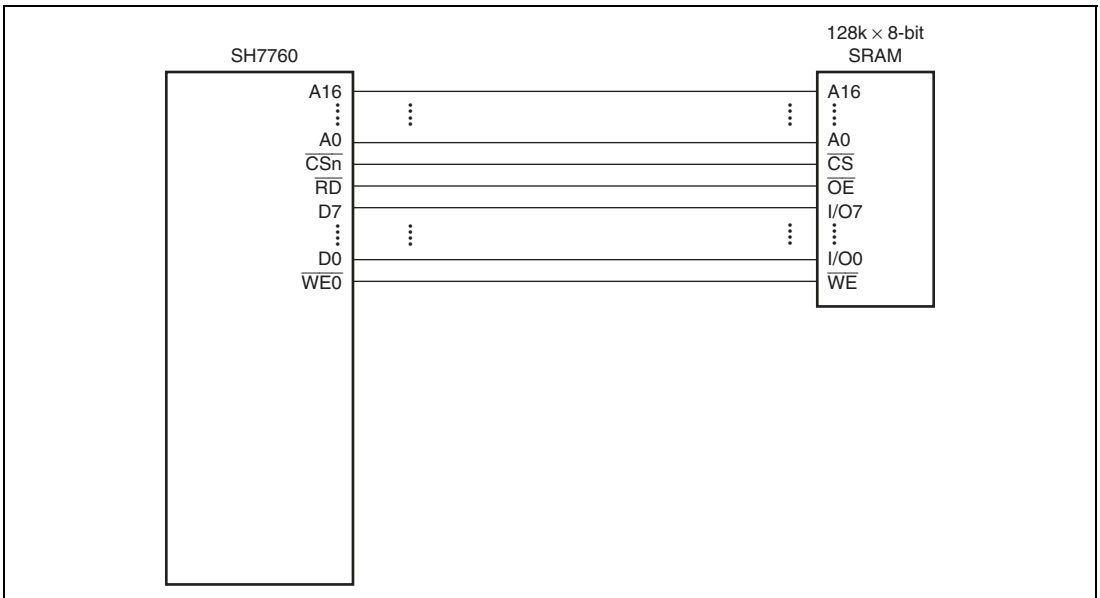 SH7760
128k × 8-bit
SRAM
A16
A0
CSn
RD
D7
D0
WE0
A16
A0
CS
OE
I/O7
I/O0
WE